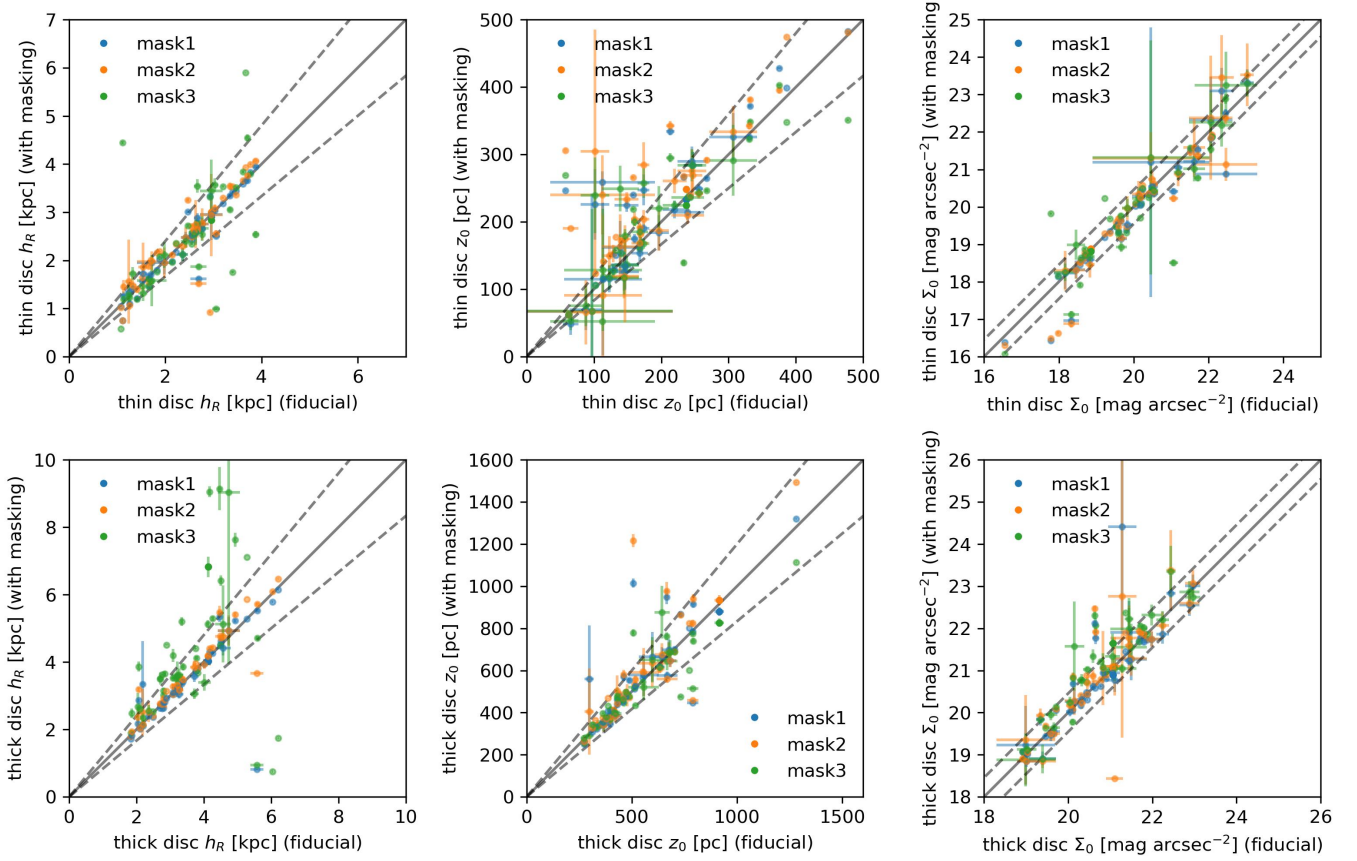 thin disc h_R [kpc] (with masking)
7
6
5
4
3
2
1
0
mask1
mask2
mask3
0 2 4 6
thin disc h_R [kpc] (fiducial)
thin disc z_0 [pc] (with masking)
500
400
300
200
100
0
mask1
mask2
mask3
0 100 200 300 400 500
thin disc z_0 [pc] (fiducial)
thin disc Σ_0 [mag arcsec⁻²] (with masking
25
24
23
22
21
20
19
18
17
16
mask1
mask2
mask3
16 18 20 22 24
thin disc Σ_0 [mag arcsec⁻²] (fiducial)
thick disc h_R [kpc] (with masking)
10
8
6
4
2
0
mask1
mask2
mask3
0 2 4 6 8 10
thick disc h_R [kpc] (fiducial)
thick disc z_0 [pc] (with masking)
1600
1400
1200
1000
800
600
400
200
0
mask1
mask2
mask3
0 500 1000 1500
thick disc z_0 [pc] (fiducial)
thick disc Σ_0 [mag arcsec⁻²] (with masking)
26
25
24
23
22
21
20
19
18
mask1
mask2
mask3
18 20 22 24 26
thick disc Σ_0 [mag arcsec⁻²] (fiducial)